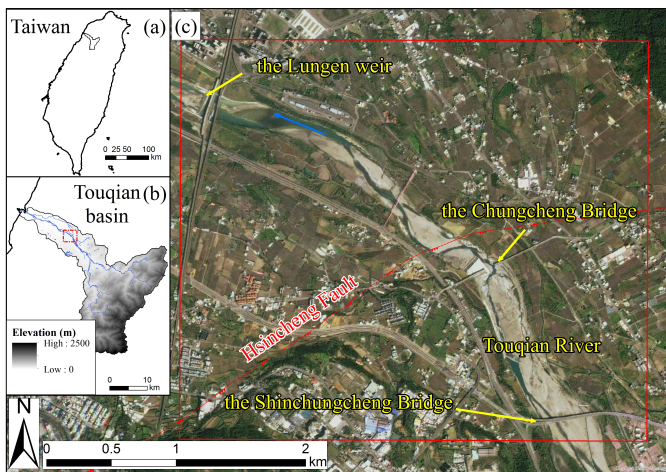 Taiwan
(a)
0 25 50
100
km
Touqian
basin
(b)
Elevation (m)
High : 2500
Low : 0
0
10
km
(c)
the Lungen weir
the Chungcheng Bridge
Hsincheng Fault
Touqian River
the Shinchungcheng Bridge
N
0
0.5
1
2
km